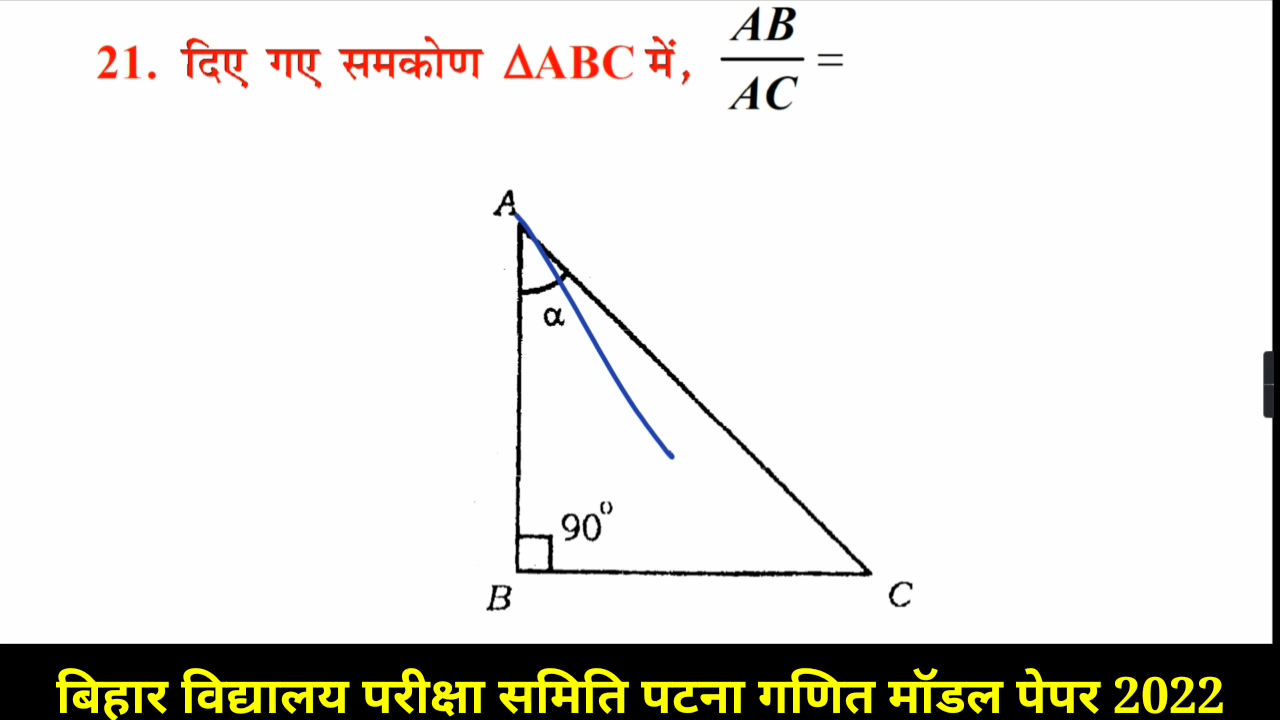 21. दिए गए समकोण ΔABC में, AB/AC =
A
α
90°
B
C
बिहार विद्यालय परीक्षा समिति पटना गणित मॉडल पेपर 2022